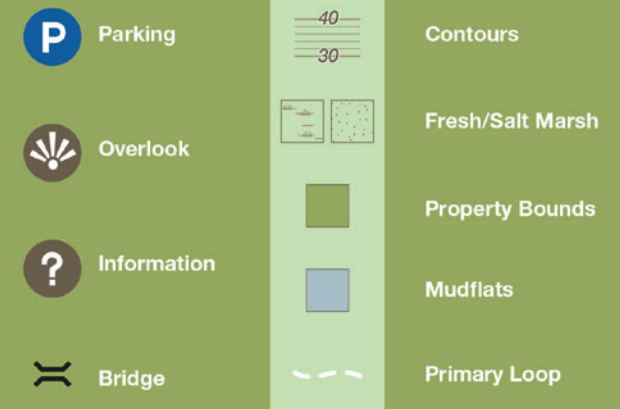 P Parking
Overlook
? Information
Bridge
40
30
Contours
Fresh/Salt Marsh
Property Bounds
Mudflats
Primary Loop